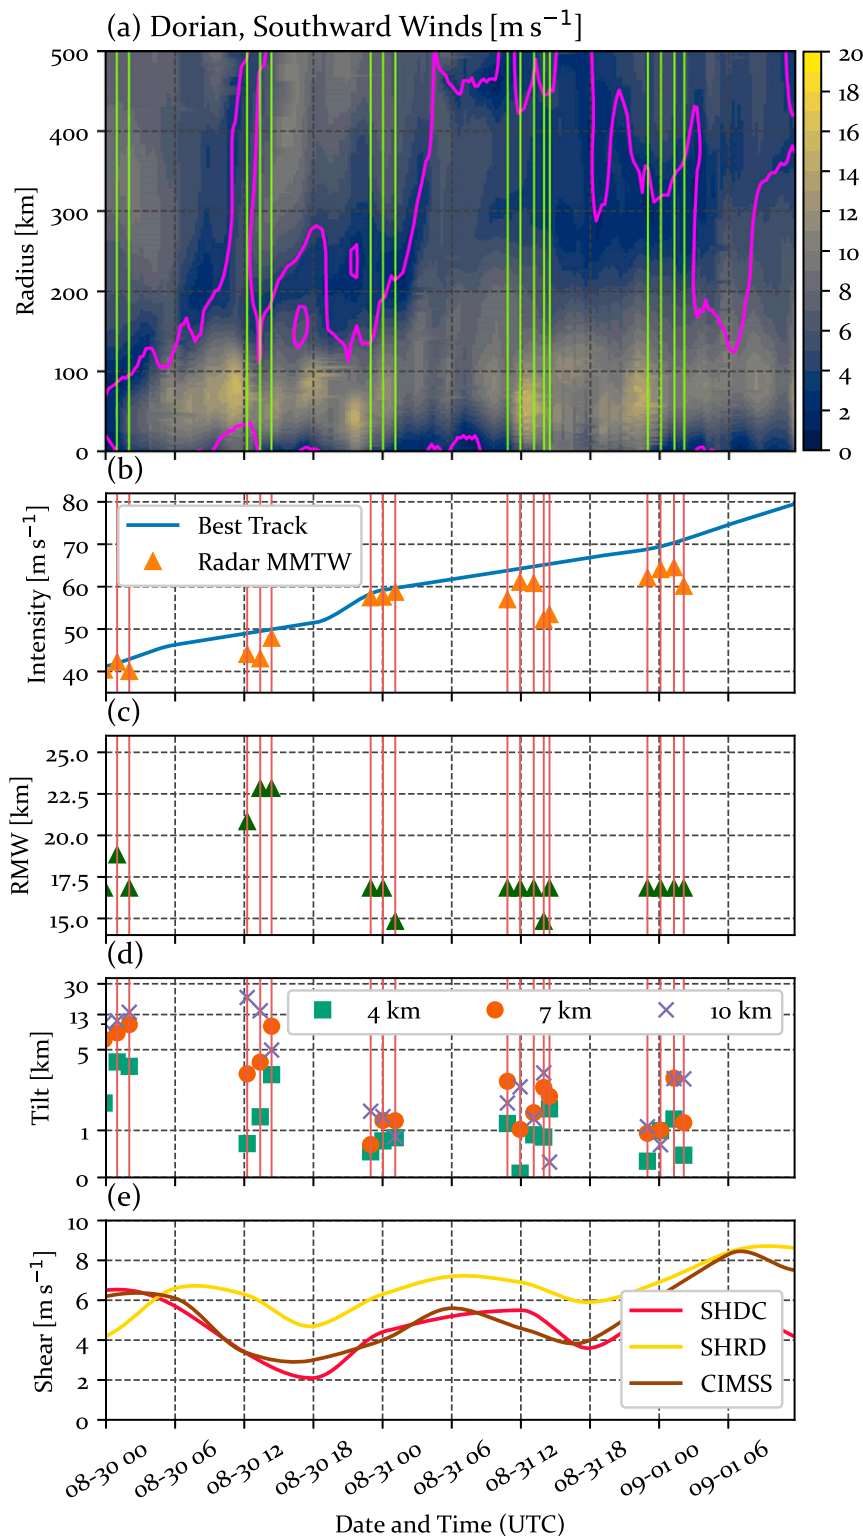 (a) Dorian, Southward Winds [m s⁻¹]
500
400
300
200
100
0
Radius [km]
20
18
16
14
12
10
8
6
4
2
0
(b)
80
70
60
50
40
Intensity [m s⁻¹]
Best Track
Radar MMTW
(c)
25.0
22.5
20.0
17.5
15.0
RMW [km]
(d)
30
13
5
1
0
Tilt [km]
4 km 7 km 10 km
(e)
10
8
6
4
2
0
Shear [m s⁻¹]
SHDC
SHRD
CIMSS
08-30 00 08-30 06 08-30 12 08-30 18 08-31 00 08-31 06 08-31 12 08-31 18 09-01 00 09-01 06
Date and Time (UTC)